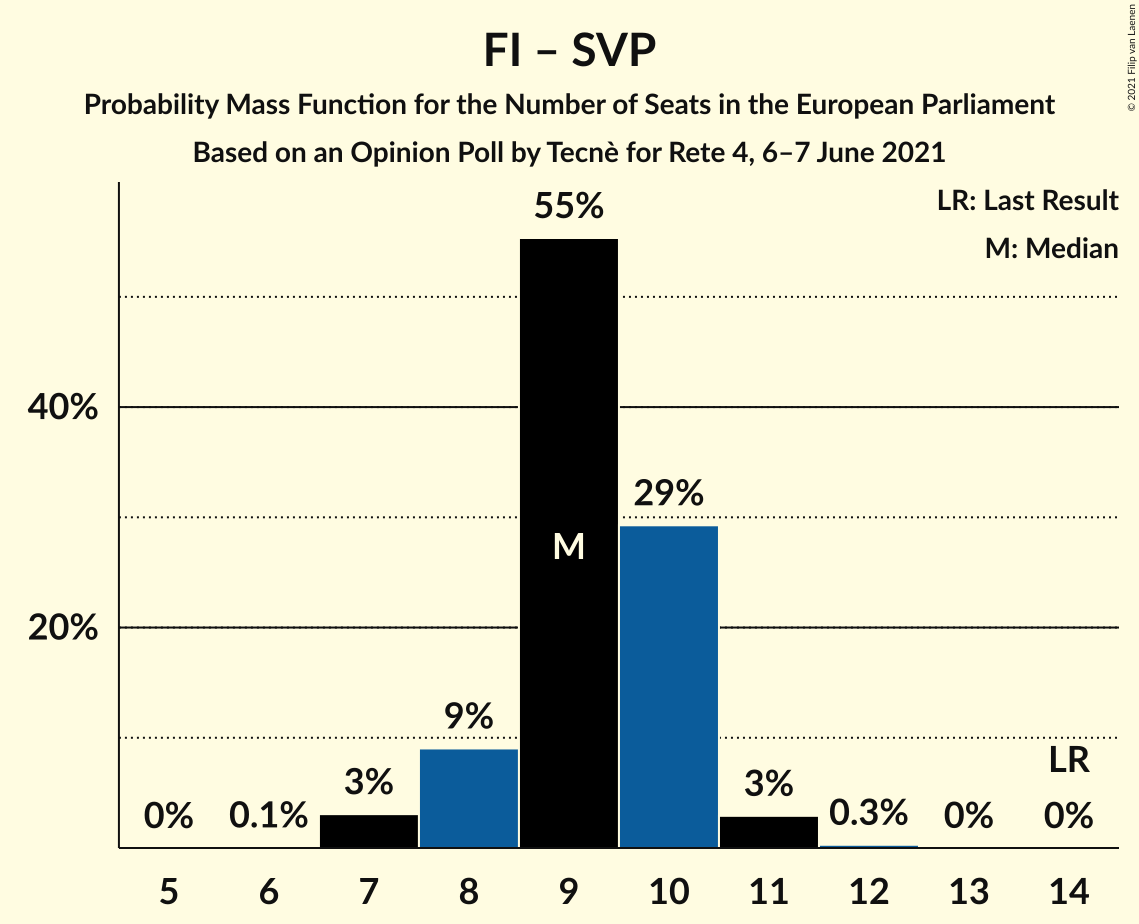 FI – SVP
Probability Mass Function for the Number of Seats in the European Parliament
Based on an Opinion Poll by Tecnè for Rete 4, 6–7 June 2021
© 2021 Filip van Laenen
LR: Last Result
M: Median
55%
40%
29%
M
20%
9%
3%
3%
LR
0%
0.1%
0.3%
0%
0%
5 6 7 8 9 10 11 12 13 14